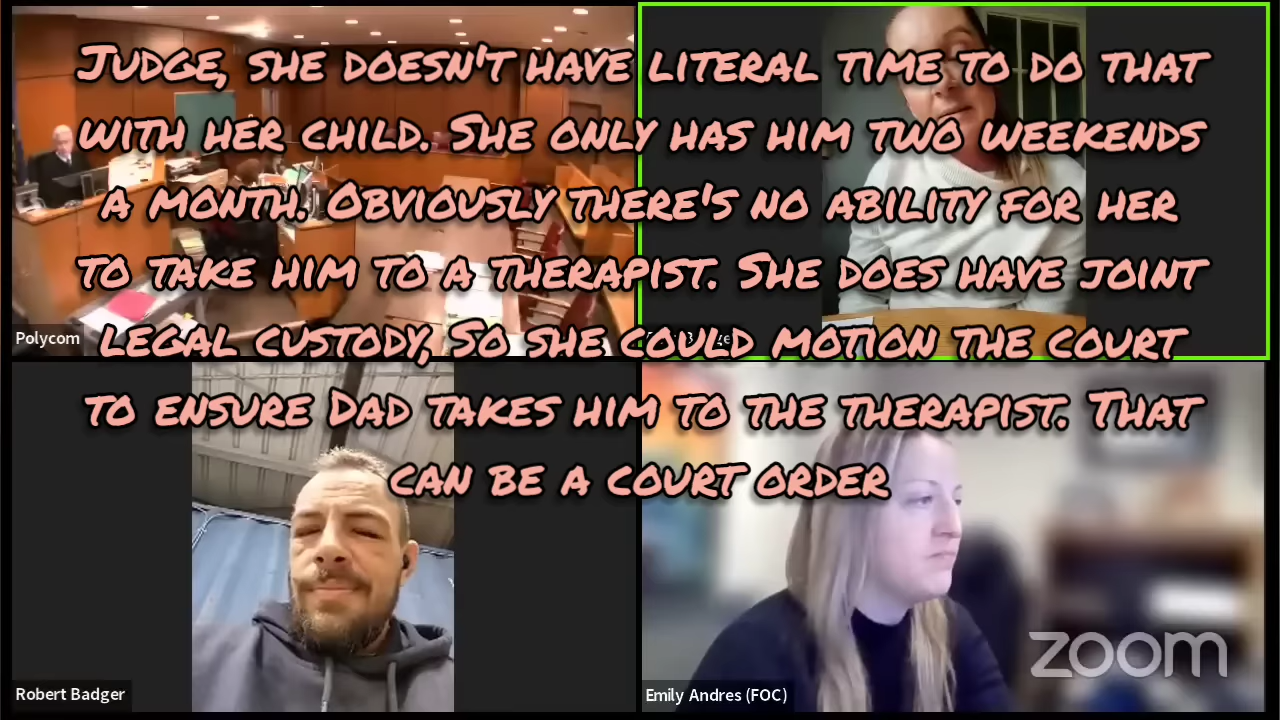 Judge, she doesn't have literal time to do that
with her child. She only has him two weekends
a month. Obviously there's no ability for her
to take him to a therapist. She does have joint
legal custody, So she could motion the court
to ensure Dad takes him to the therapist. That
can be a court order
Polycom
Robert Badger
Emily Andres (FOC)
zoom